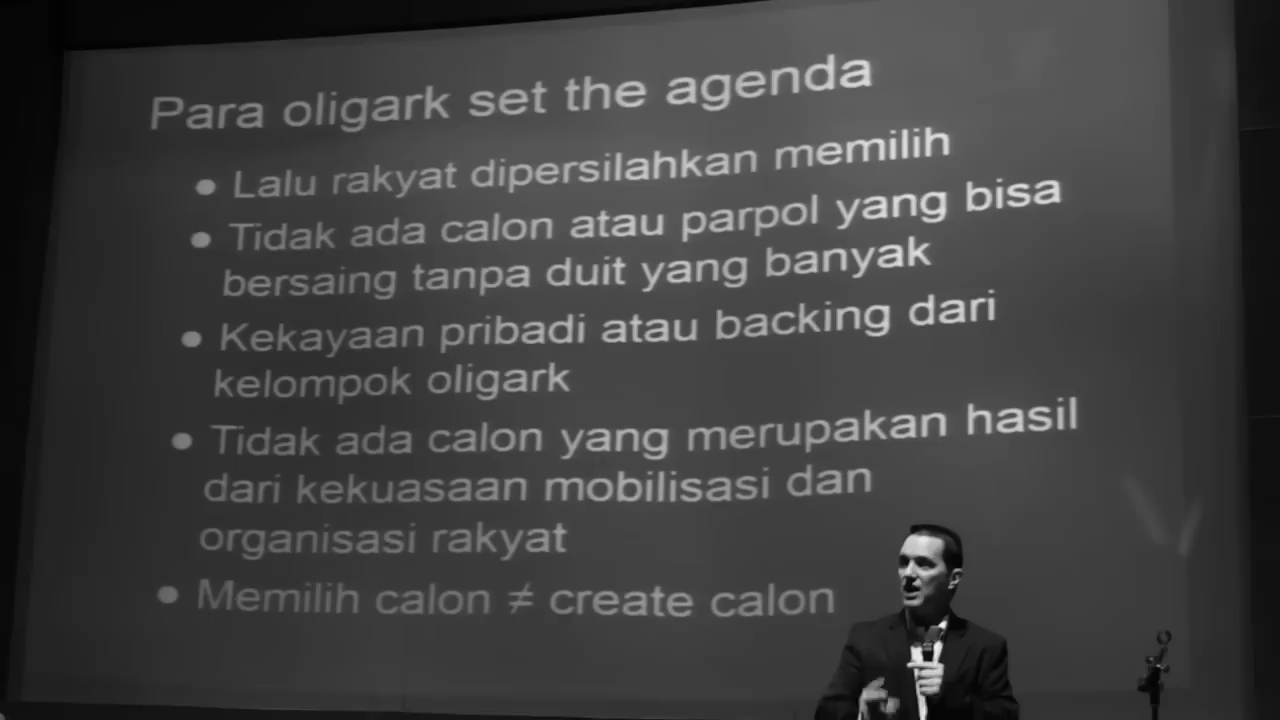 Para oligark set the agenda
• Lalu rakyat dipersilahkan memilih
• Tidak ada calon atau parpol yang bisa
bersaing tanpa duit yang banyak
• Kekayaan pribadi atau backing dari
kelompok oligark
• Tidak ada calon yang merupakan hasil
dari kekuasaan mobilisasi dan
organisasi rakyat
• Memilih calon ≠ create calon